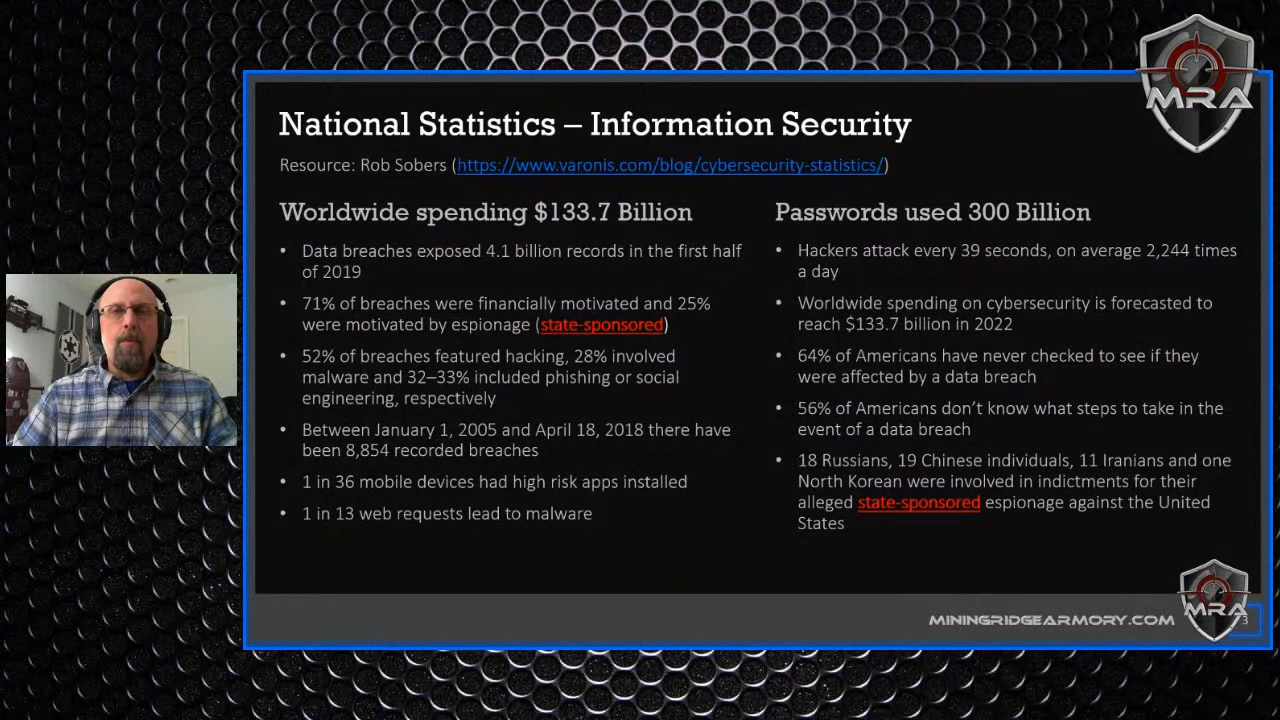 MRA
National Statistics – Information Security
Resource: Rob Sobers (https://www.varonis.com/blog/cybersecurity-statistics/)
Worldwide spending $133.7 Billion
• Data breaches exposed 4.1 billion records in the first half
of 2019
• 71% of breaches were financially motivated and 25%
were motivated by espionage (state-sponsored)
• 52% of breaches featured hacking, 28% involved
malware and 32–33% included phishing or social
engineering, respectively
• Between January 1, 2005 and April 18, 2018 there have
been 8,854 recorded breaches
• 1 in 36 mobile devices had high risk apps installed
• 1 in 13 web requests lead to malware
Passwords used 300 Billion
• Hackers attack every 39 seconds, on average 2,244 times
a day
• Worldwide spending on cybersecurity is forecasted to
reach $133.7 billion in 2022
• 64% of Americans have never checked to see if they
were affected by a data breach
• 56% of Americans don’t know what steps to take in the
event of a data breach
• 18 Russians, 19 Chinese individuals, 11 Iranians and one
North Korean were involved in indictments for their
alleged state-sponsored espionage against the United
States
MININGRIDGEARMORY.COM
MRA
3